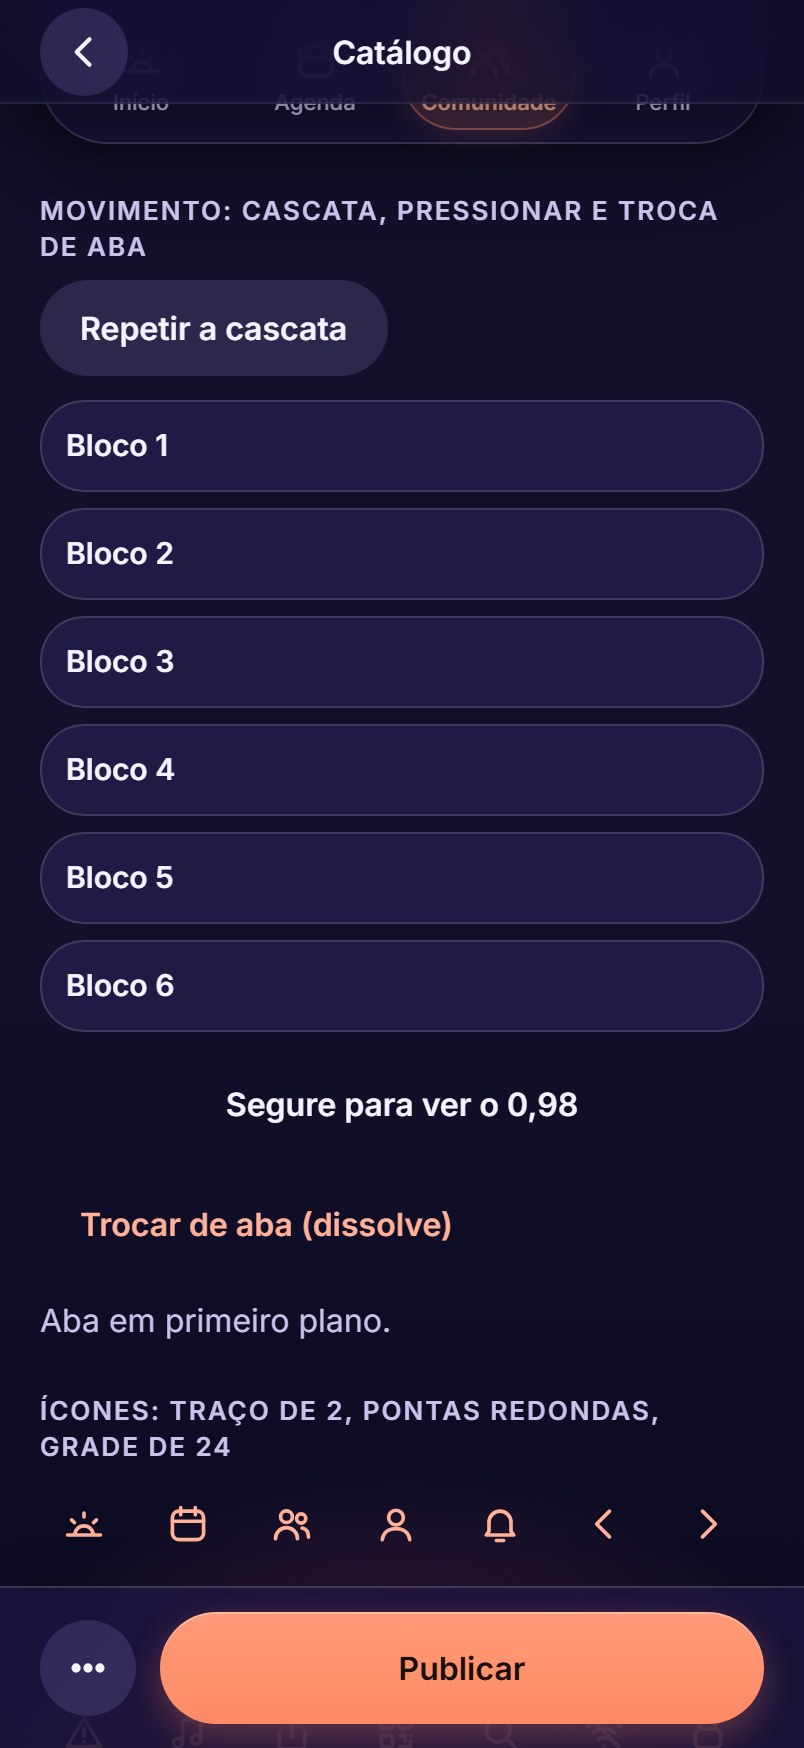 Catálogo
Início Agenda Comunidade Perfil
MOVIMENTO: CASCATA, PRESSIONAR E TROCA
DE ABA
Repetir a cascata
Bloco 1
Bloco 2
Bloco 3
Bloco 4
Bloco 5
Bloco 6
Segure para ver o 0,98
Trocar de aba (dissolve)
Aba em primeiro plano.
ÍCONES: TRAÇO DE 2, PONTAS REDONDAS,
GRADE DE 24
Publicar